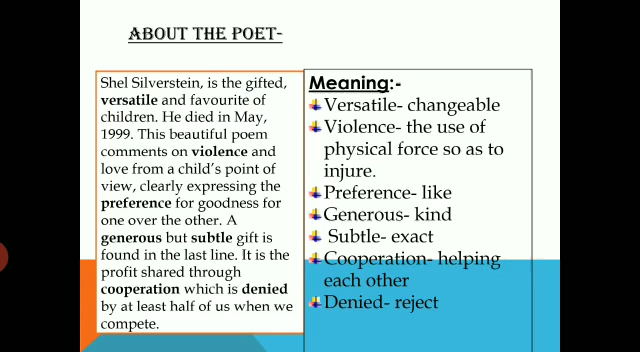 ABOUT THE POET-
Shel Silverstein, is the gifted,
versatile and favourite of
children. He died in May,
1999. This beautiful poem
comments on violence and
love from a child's point of
view, clearly expressing the
preference for goodness for
one over the other. A
generous but subtle gift is
found in the last line. It is the
profit shared through
cooperation which is denied
by at least half of us when we
compete.
Meaning:-
Versatile- changeable
Violence- the use of
physical force so as to
injure.
Preference- like
Generous- kind
Subtle- exact
Cooperation- helping
each other
Denied- reject